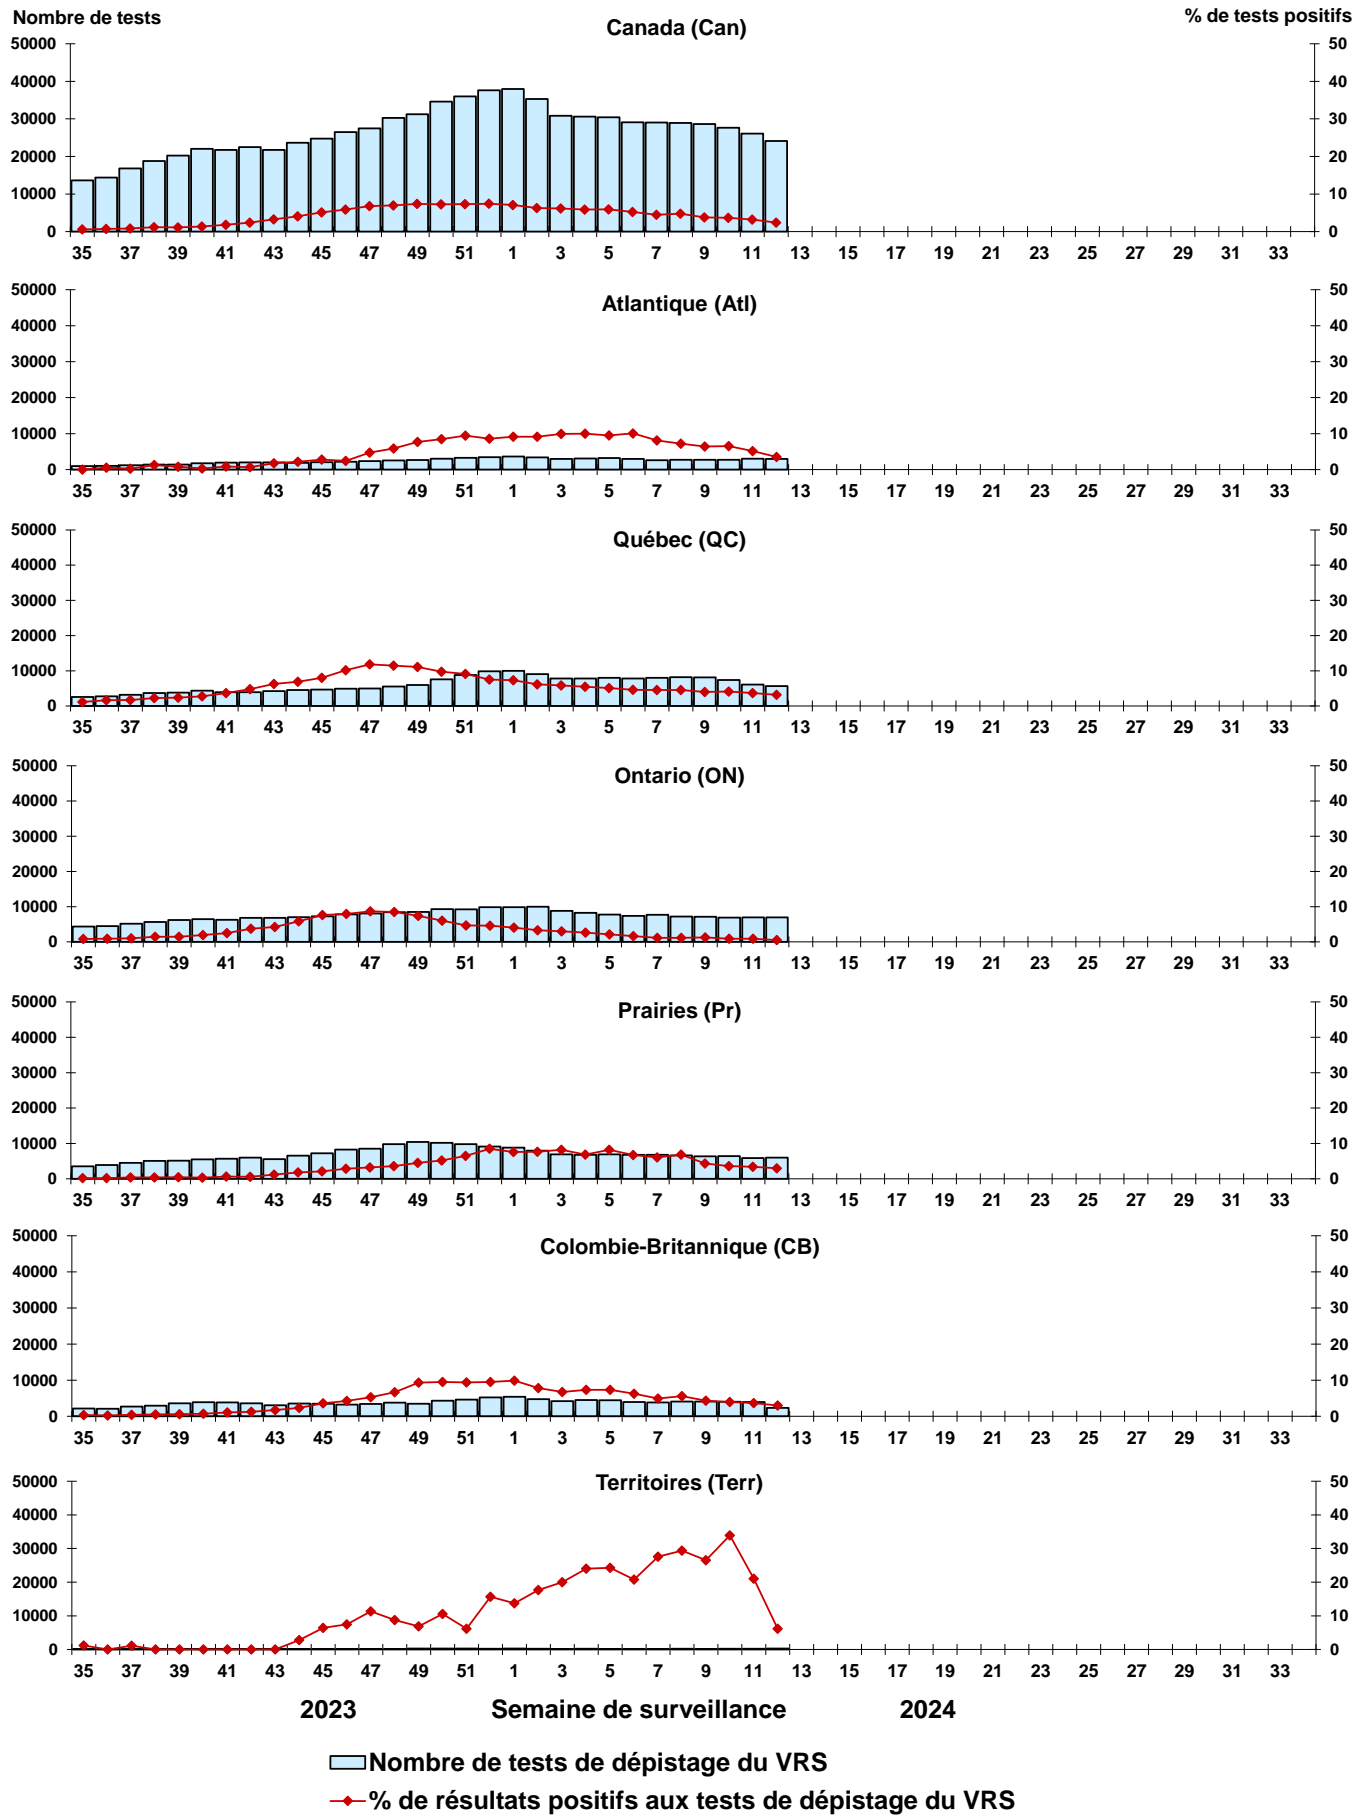 Nombre de tests
% de tests positifs
Canada (Can)
50000 50
40000 40
30000 30
20000 20
10000 10
0 0
35 37 39 41 43 45 47 49 51 1 3 5 7 9 11 13 15 17 19 21 23 25 27 29 31 33
Atlantique (Atl)
50000 50
40000 40
30000 30
20000 20
10000 10
0 0
35 37 39 41 43 45 47 49 51 1 3 5 7 9 11 13 15 17 19 21 23 25 27 29 31 33
Québec (QC)
50000 50
40000 40
30000 30
20000 20
10000 10
0 0
35 37 39 41 43 45 47 49 51 1 3 5 7 9 11 13 15 17 19 21 23 25 27 29 31 33
Ontario (ON)
50000 50
40000 40
30000 30
20000 20
10000 10
0 0
35 37 39 41 43 45 47 49 51 1 3 5 7 9 11 13 15 17 19 21 23 25 27 29 31 33
Prairies (Pr)
50000 50
40000 40
30000 30
20000 20
10000 10
0 0
35 37 39 41 43 45 47 49 51 1 3 5 7 9 11 13 15 17 19 21 23 25 27 29 31 33
Colombie-Britannique (CB)
50000 50
40000 40
30000 30
20000 20
10000 10
0 0
35 37 39 41 43 45 47 49 51 1 3 5 7 9 11 13 15 17 19 21 23 25 27 29 31 33
Territoires (Terr)
50000 50
40000 40
30000 30
20000 20
10000 10
0 0
35 37 39 41 43 45 47 49 51 1 3 5 7 9 11 13 15 17 19 21 23 25 27 29 31 33
2023 Semaine de surveillance 2024
Nombre de tests de dépistage du VRS
% de résultats positifs aux tests de dépistage du VRS